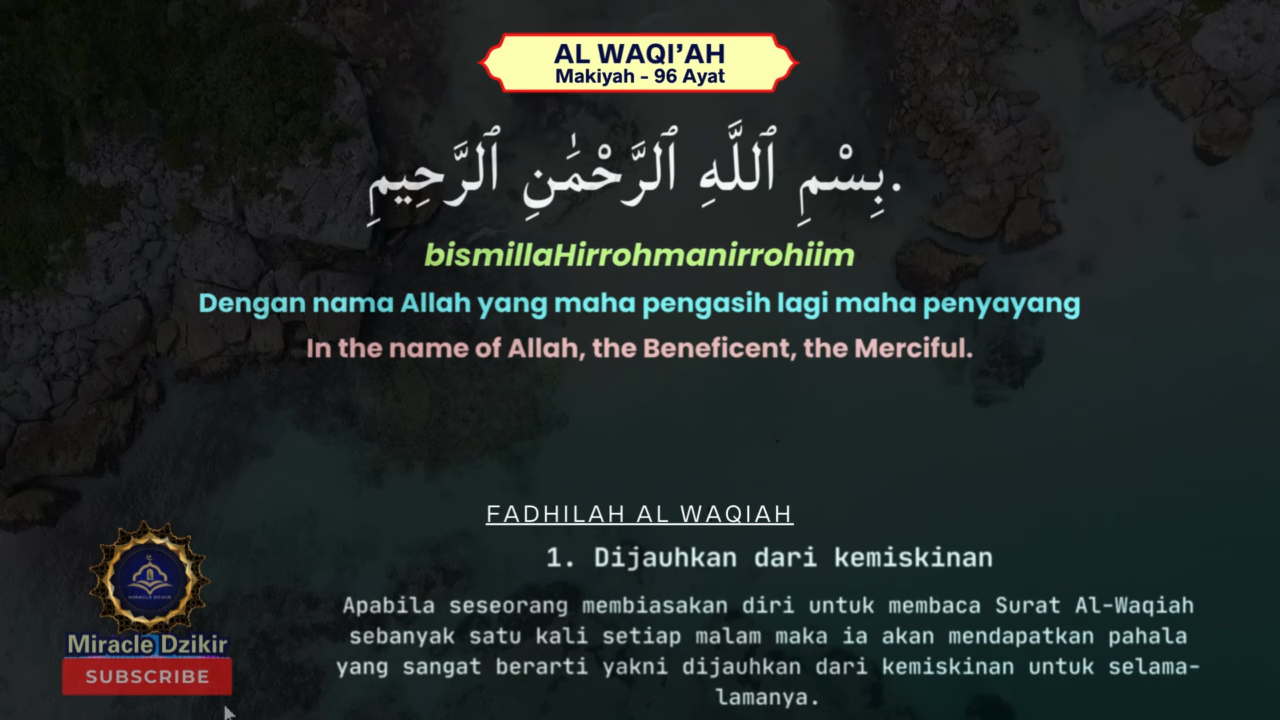 AL WAQI'AH
Makiyah - 96 Ayat
بِسْمِ ٱللَّهِ ٱلرَّحْمَٰنِ ٱلرَّحِيمِ.
bismillaHirrohmanirrohiim
Dengan nama Allah yang maha pengasih lagi maha penyayang
In the name of Allah, the Beneficent, the Merciful.
FADHILAH AL WAQIAH
1. Dijauhkan dari kemiskinan
Apabila seseorang membiasakan diri untuk membaca Surat Al-Waqiah
sebanyak satu kali setiap malam maka ia akan mendapatkan pahala
yang sangat berarti yakni dijauhkan dari kemiskinan untuk selama-
lamanya.
MIRACLE DZIKIR
Miracle Dzikir
SUBSCRIBE